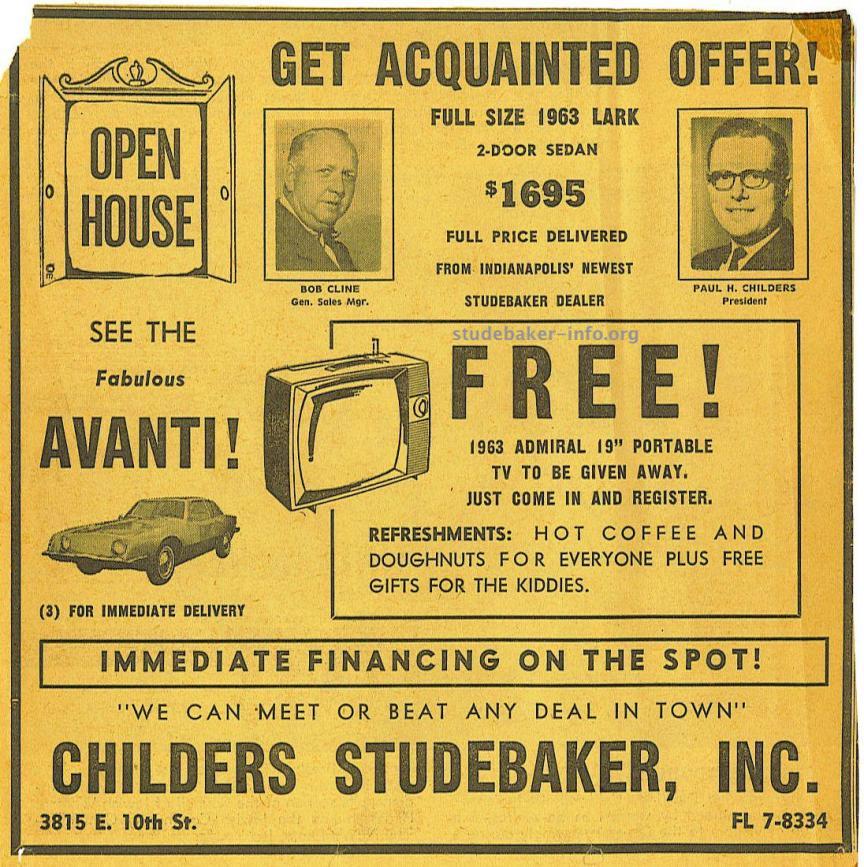 GET ACQUAINTED OFFER!
OPEN
HOUSE
FULL SIZE 1963 LARK
2-DOOR SEDAN
$1695
FULL PRICE DELIVERED
FROM INDIANAPOLIS' NEWEST
STUDEBAKER DEALER
BOB CLINE
Gen. Sales Mgr.
PAUL H. CHILDERS
President
SEE THE
Fabulous
AVANTI!
(3) FOR IMMEDIATE DELIVERY
studebaker-info.org
FREE!
1963 ADMIRAL 19" PORTABLE
TV TO BE GIVEN AWAY.
JUST COME IN AND REGISTER.
REFRESHMENTS: HOT COFFEE AND
DOUGHNUTS FOR EVERYONE PLUS FREE
GIFTS FOR THE KIDDIES.
IMMEDIATE FINANCING ON THE SPOT!
"WE CAN MEET OR BEAT ANY DEAL IN TOWN"
CHILDERS STUDEBAKER, INC.
3815 E. 10th St.
FL 7-8334